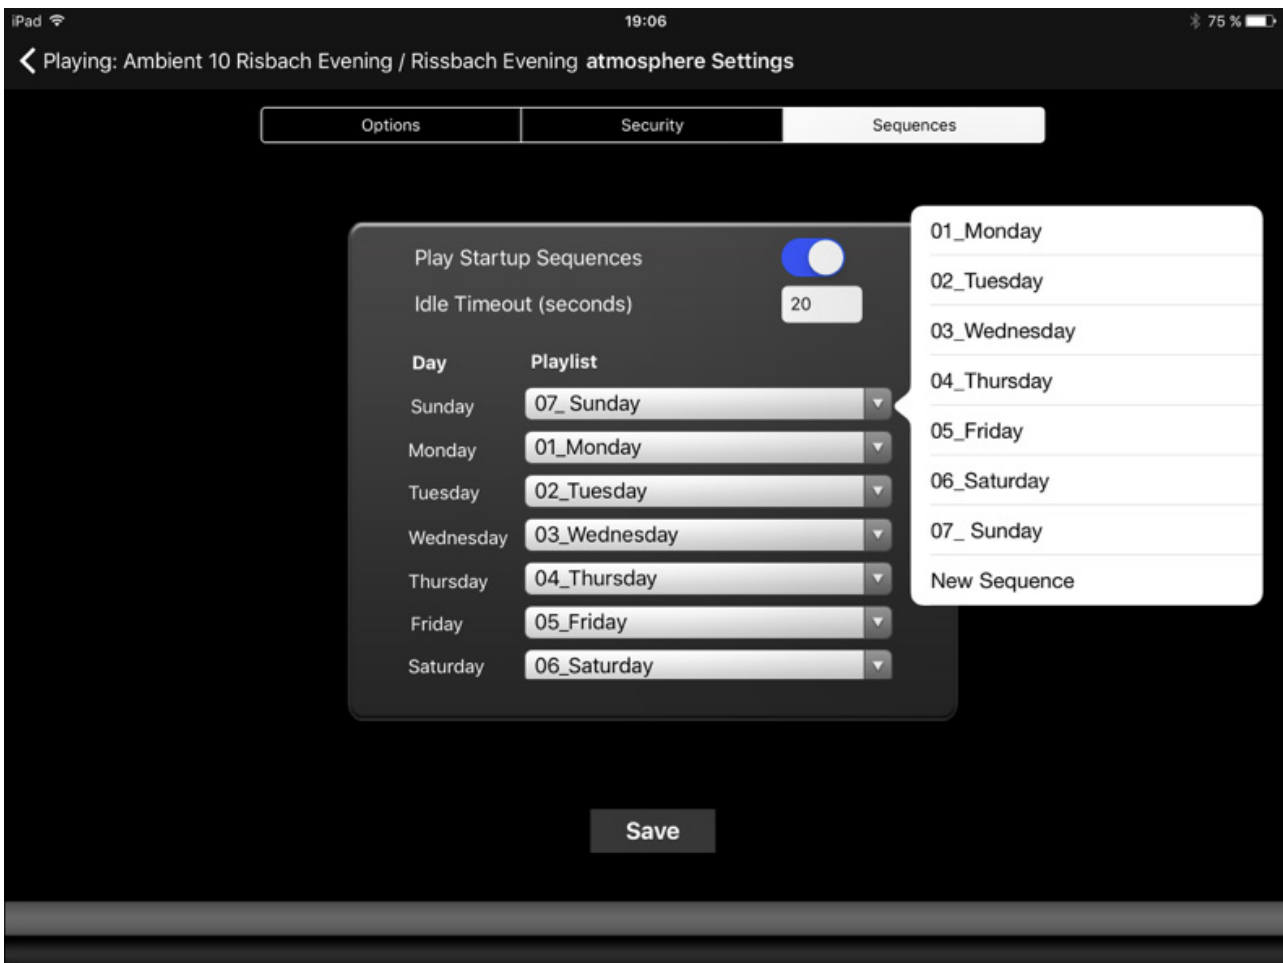 iPad 19:06 75 %
Playing: Ambient 10 Risbach Evening / Rissbach Evening atmosphere Settings
Options Security Sequences
Play Startup Sequences
Idle Timeout (seconds) 20
Day Playlist
Sunday 07_ Sunday
Monday 01_Monday
Tuesday 02_Tuesday
Wednesday 03_Wednesday
Thursday 04_Thursday
Friday 05_Friday
Saturday 06_Saturday
01_Monday
02_Tuesday
03_Wednesday
04_Thursday
05_Friday
06_Saturday
07_ Sunday
New Sequence
Save